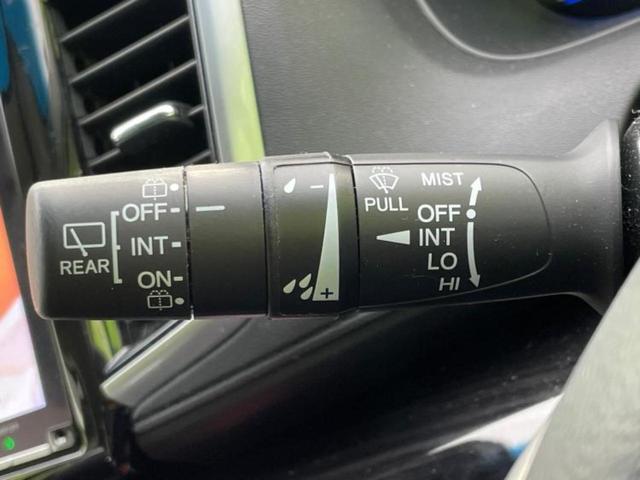 REAR
OFF
INT
ON
−
+
PULL
MIST
OFF
INT
LO
HI